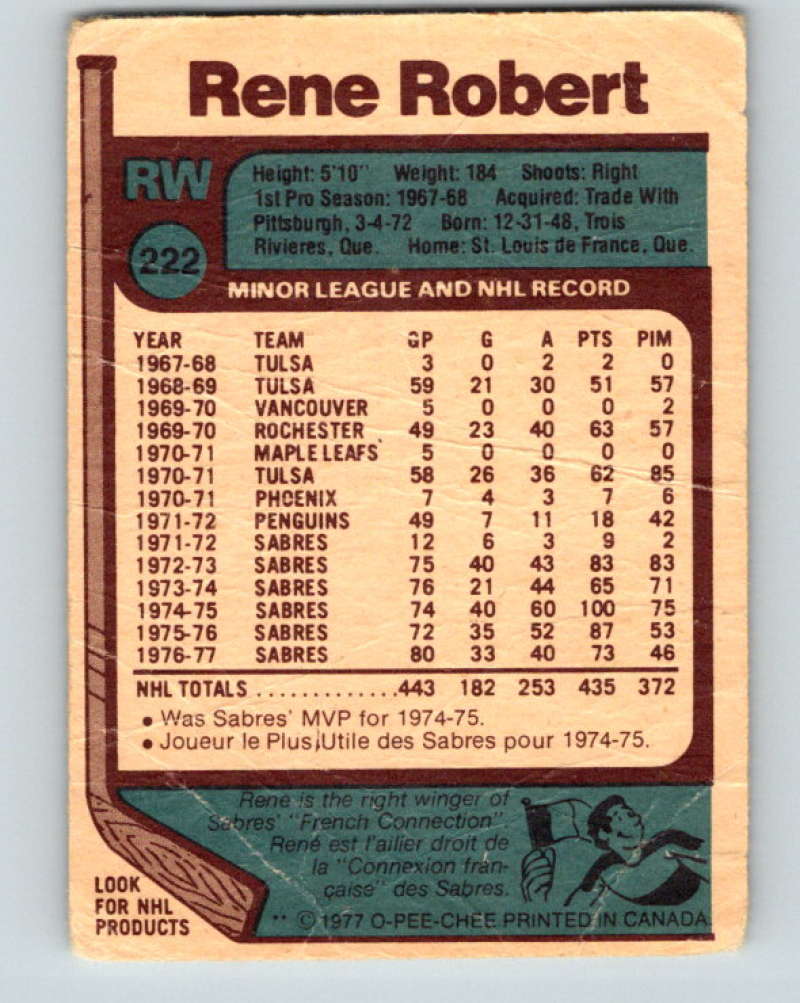 Rene Robert
RW
Height: 5'10" Weight: 184 Shoots: Right
1st Pro Season: 1967-68 Acquired: Trade With
Pittsburgh, 3-4-72 Born: 12-31-48, Trois
Rivieres, Que. Home: St. Louis de France, Que.
222
MINOR LEAGUE AND NHL RECORD
YEAR TEAM GP G A PTS PIM
1967-68 TULSA 3 0 2 2 0
1968-69 TULSA 59 21 30 51 57
1969-70 VANCOUVER 5 0 0 0 2
1969-70 ROCHESTER 49 23 40 63 57
1970-71 MAPLE LEAFS 5 0 0 0 0
1970-71 TULSA 58 26 36 62 85
1970-71 PHOENIX 7 4 3 7 6
1971-72 PENGUINS 49 7 11 18 42
1971-72 SABRES 12 6 3 9 2
1972-73 SABRES 75 40 43 83 83
1973-74 SABRES 76 21 44 65 71
1974-75 SABRES 74 40 60 100 75
1975-76 SABRES 72 35 52 87 53
1976-77 SABRES 80 33 40 73 46
NHL TOTALS .............443 182 253 435 372
• Was Sabres' MVP for 1974-75.
• Joueur le Plus Utile des Sabres pour 1974-75.
Rene is the right winger of
Sabres' "French Connection".
René est l'ailier droit de
la "Connexion fran-
çaise" des Sabres.
LOOK
FOR NHL
PRODUCTS
** © 1977 O-PEE-CHEE PRINTED IN CANADA